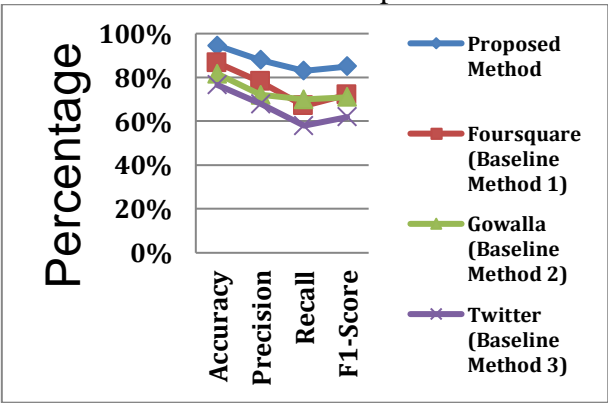 Percentage
100%
80%
60%
40%
20%
0%
Accuracy
Precision
Recall
F1-Score
Proposed
Method
Foursquare
(Baseline
Method 1)
Gowalla
(Baseline
Method 2)
Twitter
(Baseline
Method 3)